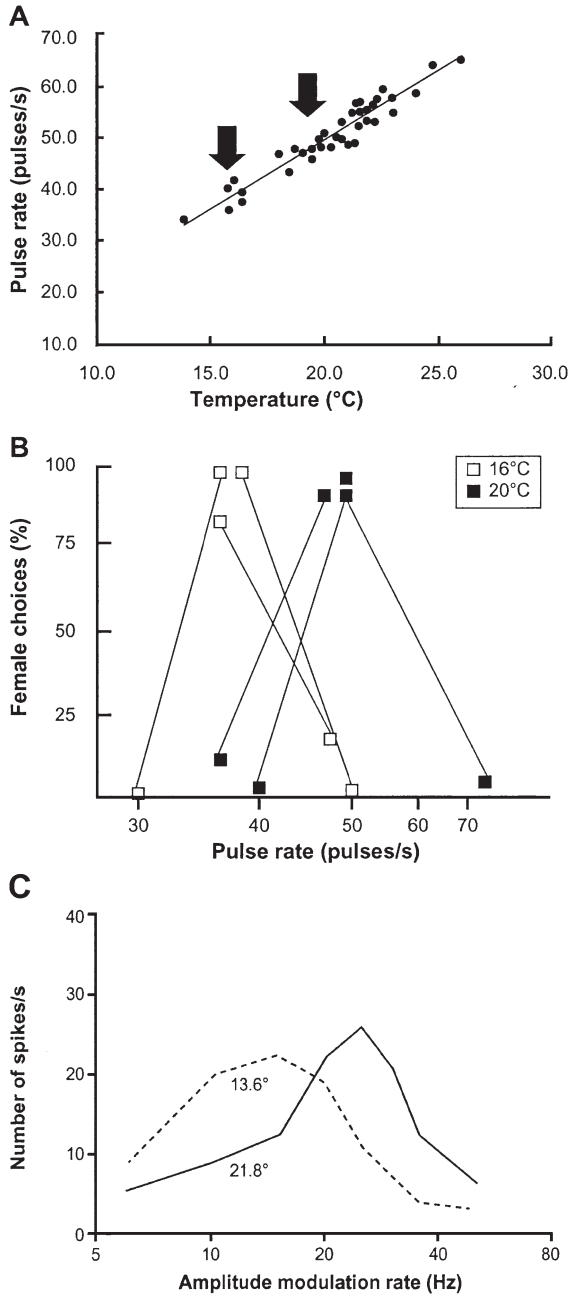 A
70.0
60.0
50.0
40.0
30.0
20.0
10.0
Pulse rate (pulses/s)
10.0 15.0 20.0 25.0 30.0
Temperature (°C)
B
100
75
50
25
Female choices (%)
16°C
20°C
30 40 50 60 70
Pulse rate (pulses/s)
C
40
30
20
10
0
Number of spikes/s
13.6°
21.8°
5 10 20 40 80
Amplitude modulation rate (Hz)